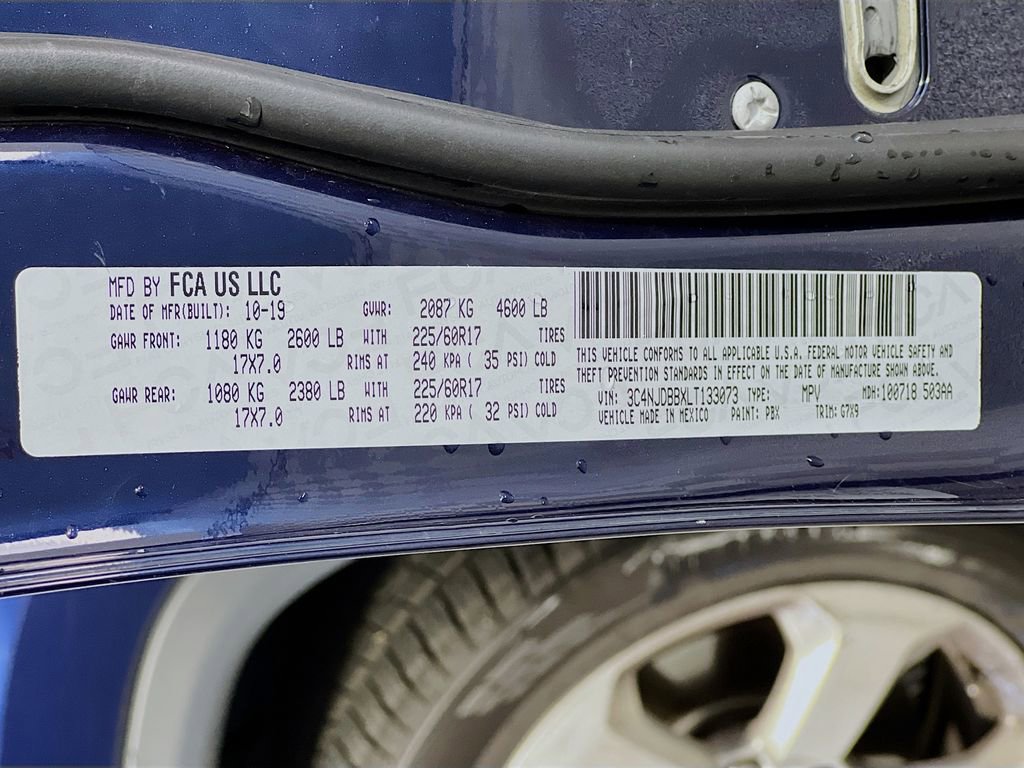 MFD BY FCA US LLC
DATE OF MFR(BUILT): 10-19 GVWR: 2087 KG 4600 LB
GAWR FRONT: 1180 KG 2600 LB WITH 225/60R17 TIRES
17X7.0 RIMS AT 240 KPA ( 35 PSI) COLD
GAWR REAR: 1080 KG 2380 LB WITH 225/60R17 TIRES
17X7.0 RIMS AT 220 KPA ( 32 PSI) COLD
THIS VEHICLE CONFORMS TO ALL APPLICABLE U.S.A. FEDERAL MOTOR VEHICLE SAFETY AND
THEFT PREVENTION STANDARDS IN EFFECT ON THE DATE OF MANUFACTURE SHOWN ABOVE.
VIN: 3C4NJDBBXLT133073 TYPE: MPV MDH:100718 503AA
VEHICLE MADE IN MEXICO PAINT: PBX TRIM: G7X9